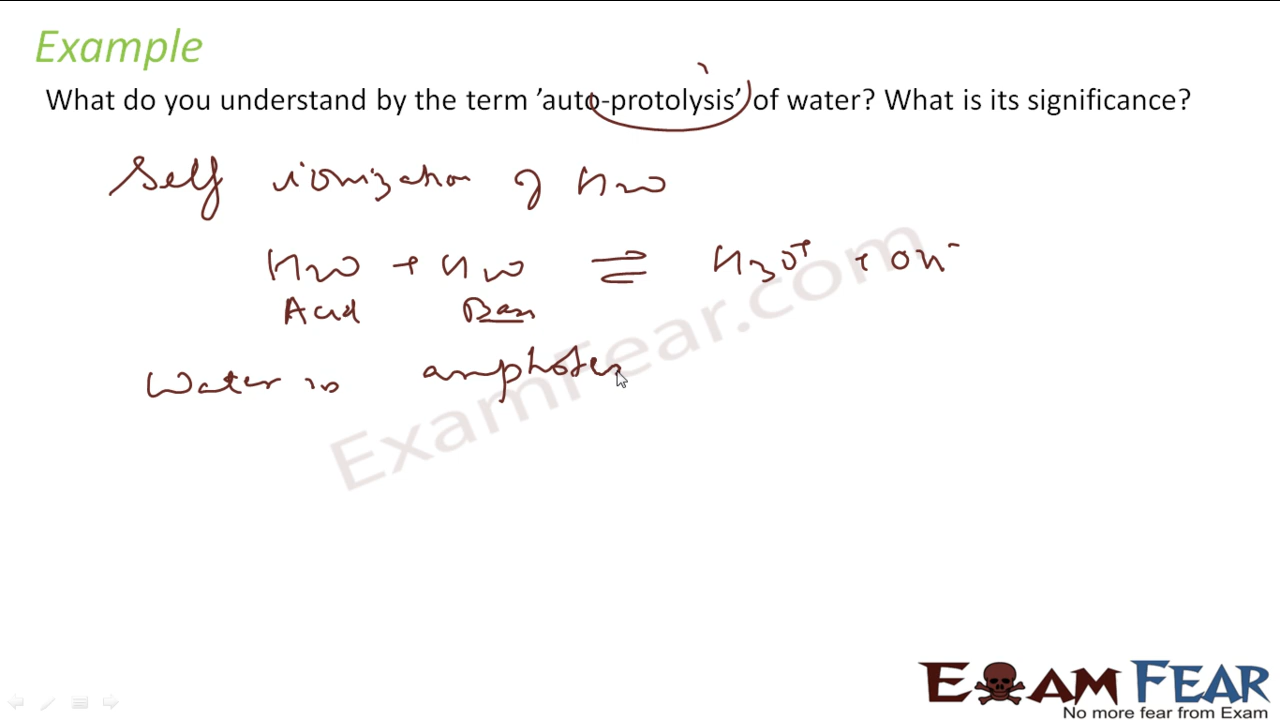 Example
What do you understand by the term 'auto-protolysis' of water? What is its significance?
Self ionization of H2O
H2O + H2O ⇌ H3O+ + OH-
Acid Base
Water is amphoter
ExamFear.com
EXAM FEAR
No more fear from Exam